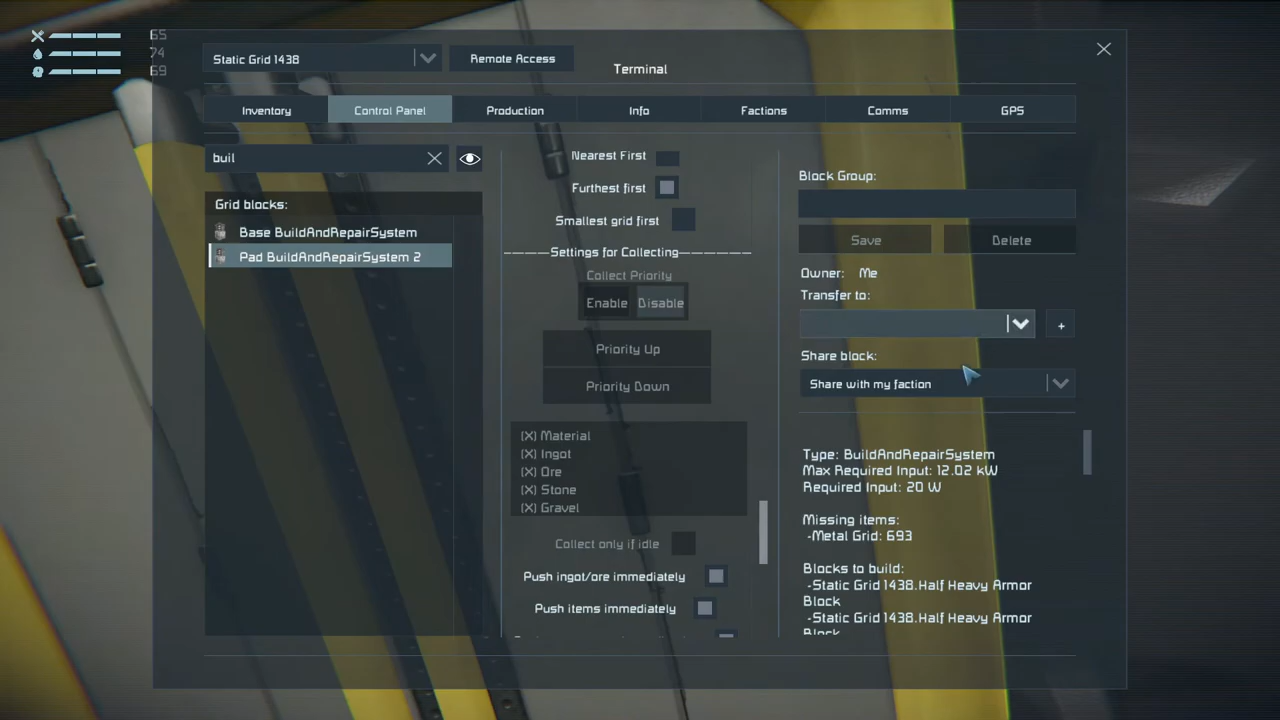 65
74
69
Static Grid 1438
Remote Access
Terminal
Inventory
Control Panel
Production
Info
Factions
Comms
GPS
buil
Grid blocks:
Base BuildAndRepairSystem
Pad BuildAndRepairSystem 2
Nearest First
Furthest first
Smallest grid first
Settings for Collecting
Collect Priority
Enable
Disable
Priority Up
Priority Down
(X) Material
(X) Ingot
(X) Ore
(X) Stone
(X) Gravel
Collect only if idle
Push ingot/ore immediately
Push items immediately
Block Group:
Save
Delete
Owner: Me
Transfer to:
+
Share block:
Share with my faction
Type: BuildAndRepairSystem
Max Required Input: 12.02 kW
Required Input: 20 W
Missing items:
-Metal Grid: 693
Blocks to build:
-Static Grid 1438.Half Heavy Armor
Block
-Static Grid 1438.Half Heavy Armor
Block